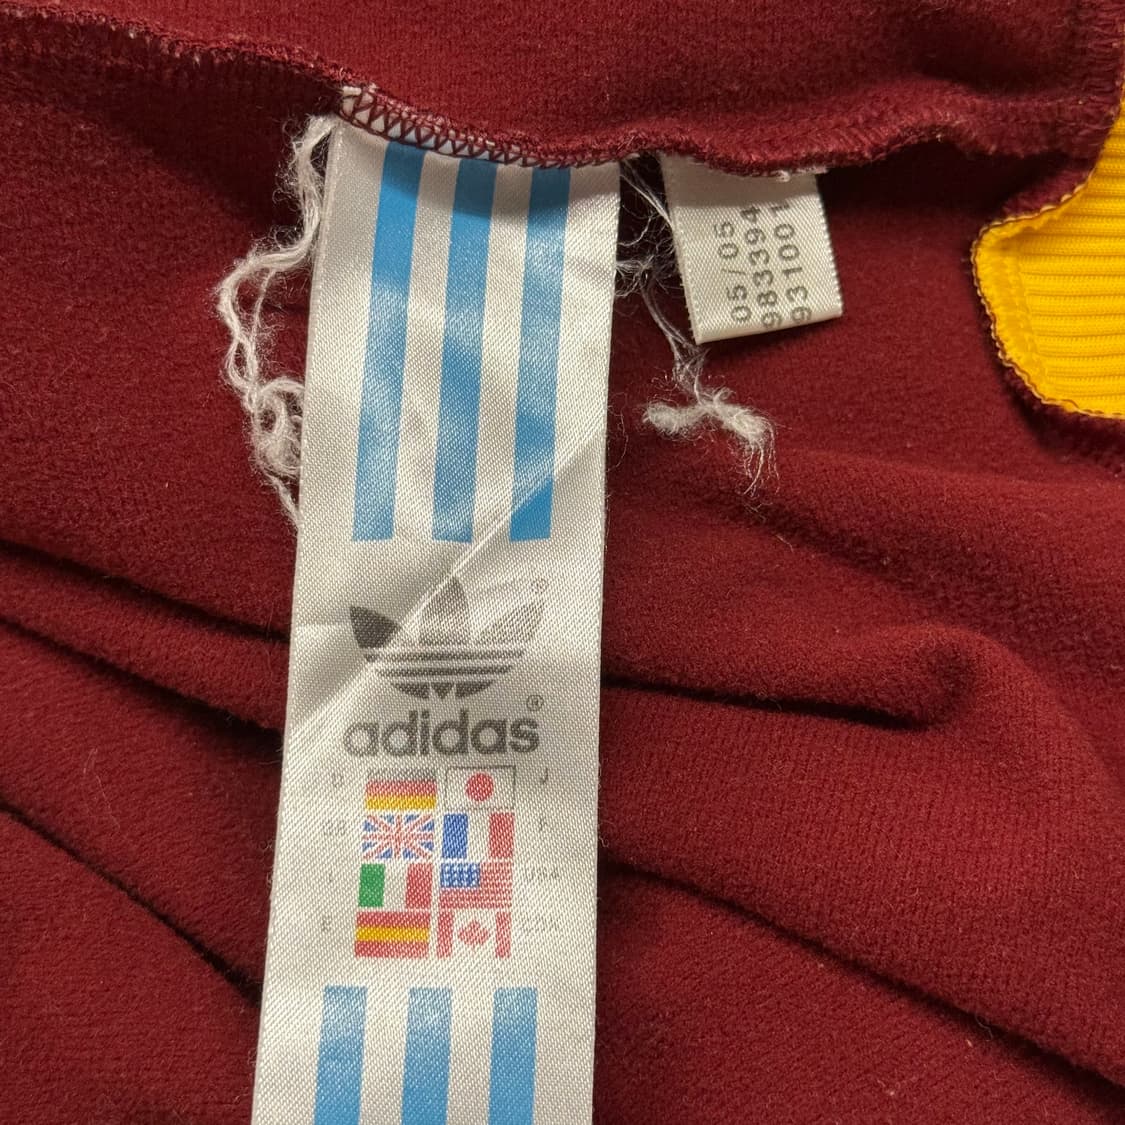 05/05
983394
931001
®
adidas®
D J
GB F
I USA
E CDN